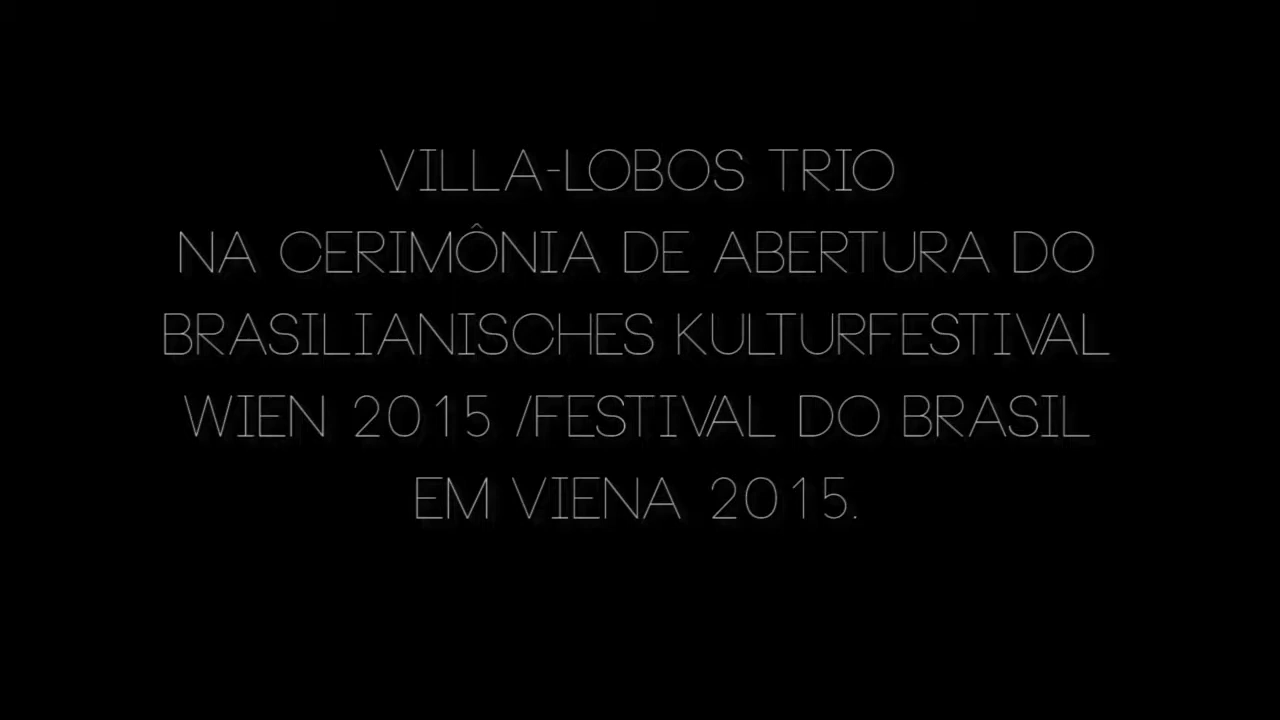 VILLA-LOBOS TRIO
NA CERIMÔNIA DE ABERTURA DO
BRASILIANISCHES KULTURFESTIVAL
WIEN 2015 /FESTIVAL DO BRASIL
EM VIENA 2015.